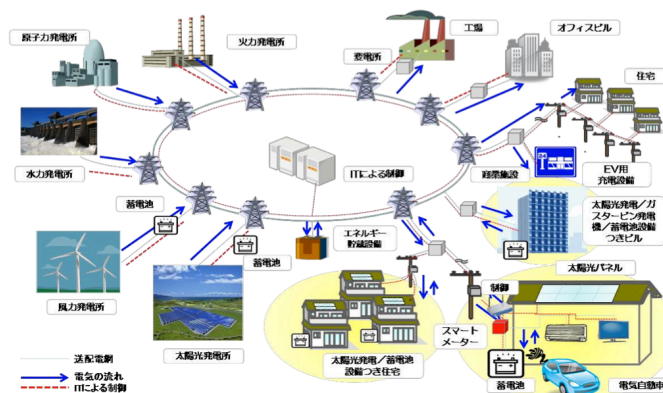 原子力発電所
火力発電所
変電所
工場
オフィスビル
住宅
水力発電所
ITによる制御
商業施設
EV用
充電設備
蓄電池
風力発電所
蓄電池
太陽光発電所
エネルギー
貯蔵設備
太陽光発電/ガ
スタービン発電
機/蓄電池設備
つきビル
太陽光パネル
制御
スマート
メーター
太陽光発電/蓄電池
設備つき住宅
蓄電池
電気自動車
送配電網
電気の流れ
ITによる制御